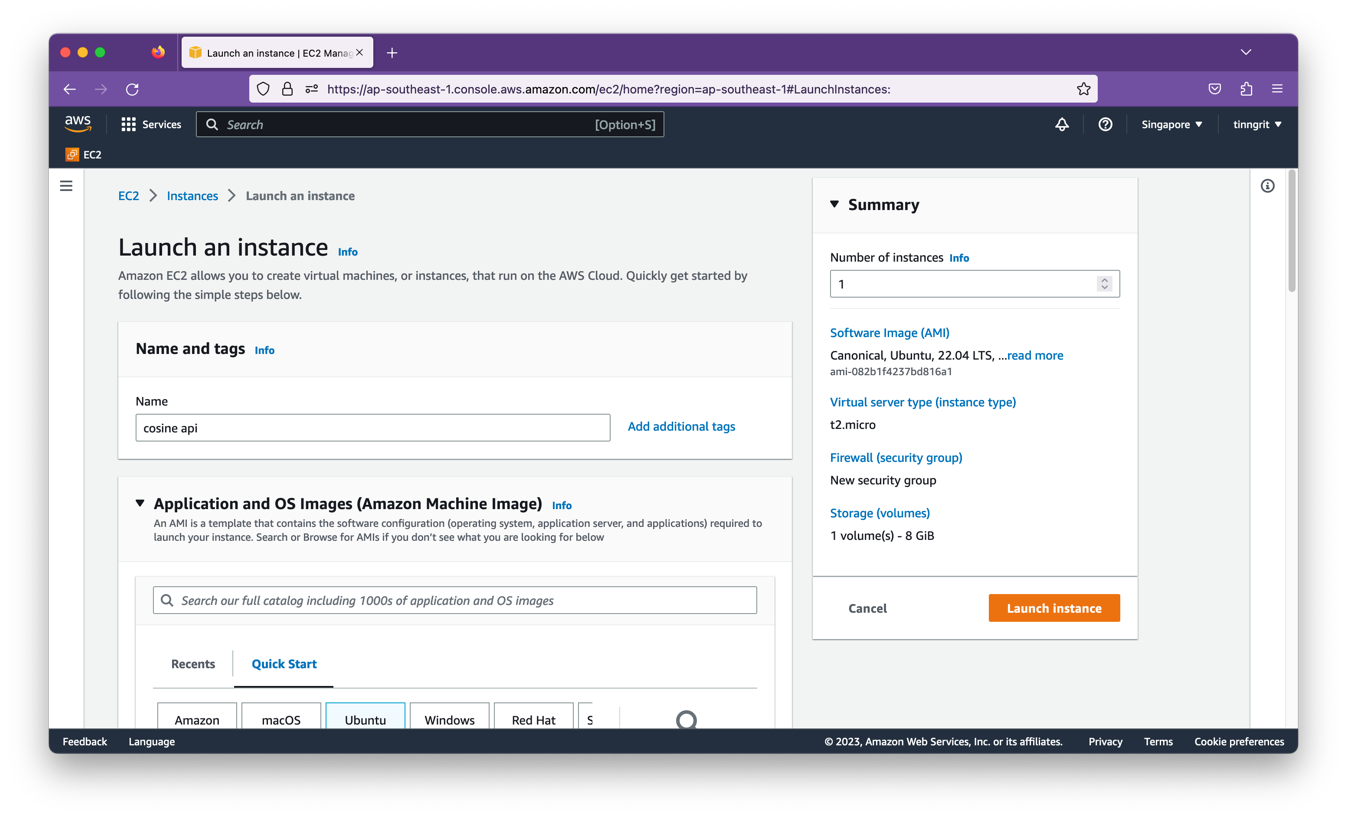 Launch an instance | EC2 Manag
https://ap-southeast-1.console.aws.amazon.com/ec2/home?region=ap-southeast-1#LaunchInstances:
aws Services Search [Option+S] Singapore tinngrit
EC2
EC2 Instances Launch an instance
Launch an instance Info
Amazon EC2 allows you to create virtual machines, or instances, that run on the AWS Cloud. Quickly get started by
following the simple steps below.
Name and tags Info
Name
cosine api
Add additional tags
Application and OS Images (Amazon Machine Image) Info
An AMI is a template that contains the software configuration (operating system, application server, and applications) required to
launch your instance. Search or Browse for AMIs if you don't see what you are looking for below
Search our full catalog including 1000s of application and OS images
Recents Quick Start
Amazon macOS Ubuntu Windows Red Hat S
Summary
Number of instances Info
1
Software Image (AMI)
Canonical, Ubuntu, 22.04 LTS, ...read more
ami-082b1f4237bd816a1
Virtual server type (instance type)
t2.micro
Firewall (security group)
New security group
Storage (volumes)
1 volume(s) - 8 GiB
Cancel Launch instance
Feedback Language © 2023, Amazon Web Services, Inc. or its affiliates. Privacy Terms Cookie preferences